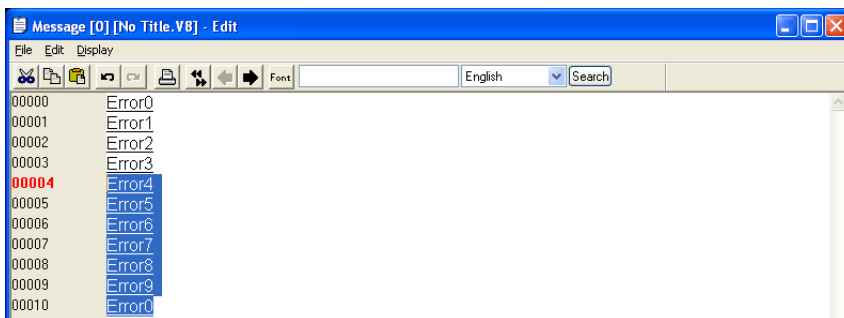 Message [0] [No Title.V8] - Edit
File Edit Display
Font English Search
00000 Error0
00001 Error1
00002 Error2
00003 Error3
00004 Error4
00005 Error5
00006 Error6
00007 Error7
00008 Error8
00009 Error9
00010 Error0